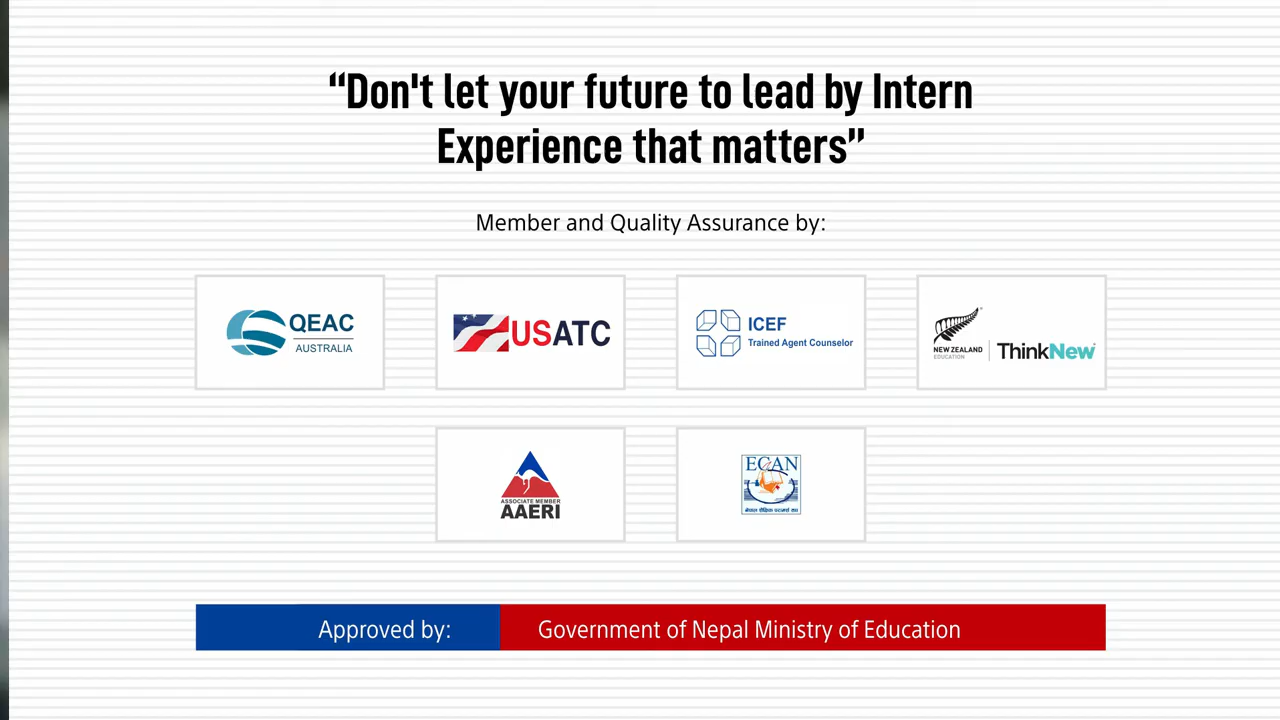 “Don't let your future to lead by Intern
Experience that matters”
Member and Quality Assurance by:
QEAC
AUSTRALIA
USATC
ICEF
Trained Agent Counselor
NEW ZEALAND
EDUCATION
ThinkNew
ASSOCIATE MEMBER
AAERI
ECAN
नेपाल शैक्षिक परामर्श संघ
Approved by:
Government of Nepal Ministry of Education